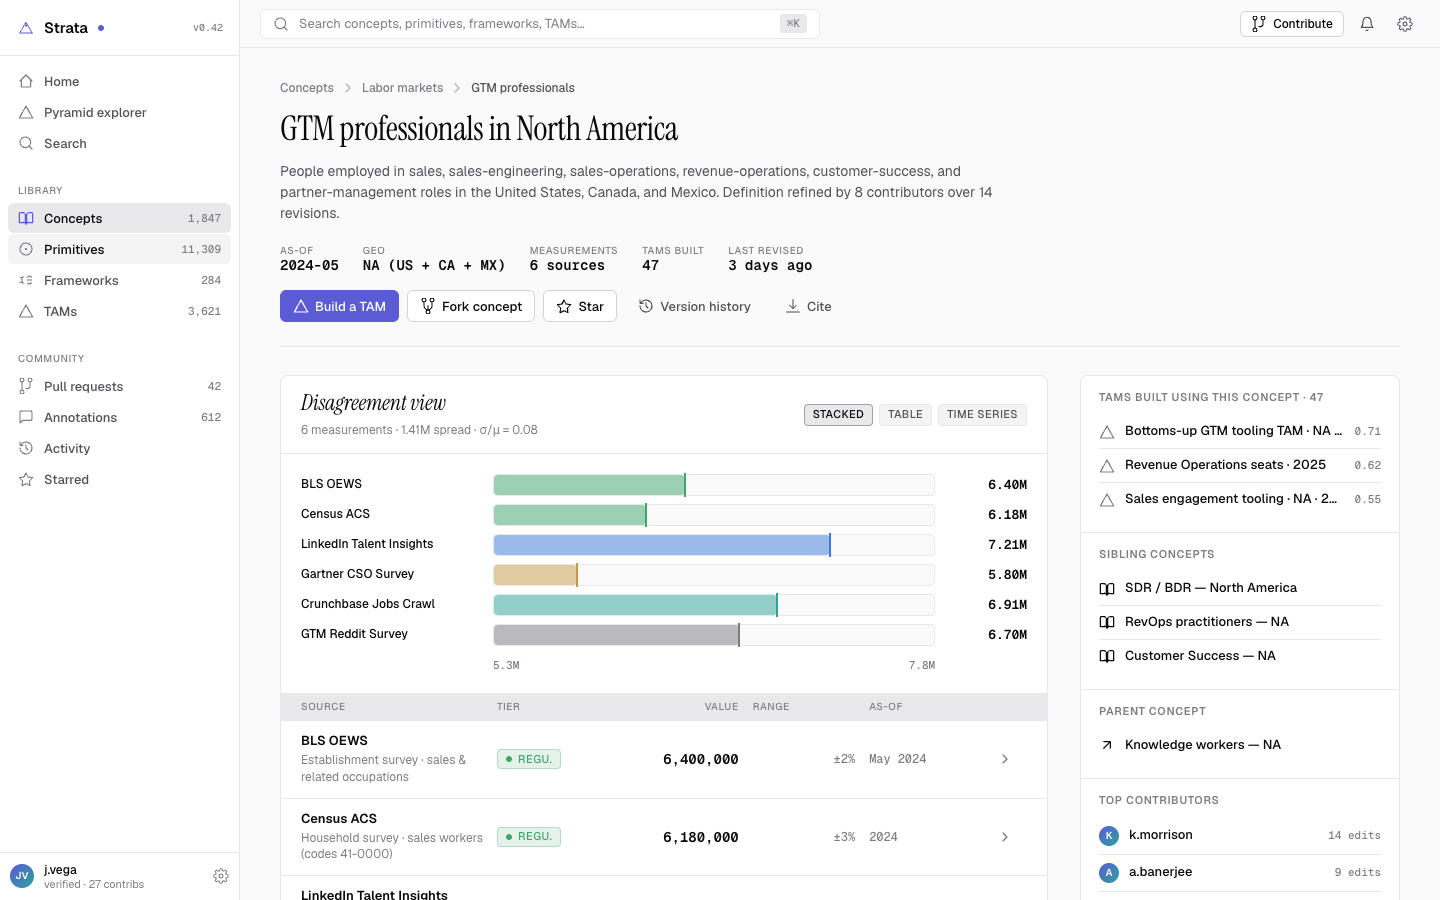 Strata
v0.42
Home
Pyramid explorer
Search
LIBRARY
Concepts 1,847
Primitives 11,309
Frameworks 284
TAMs 3,621
COMMUNITY
Pull requests 42
Annotations 612
Activity
Starred
JV
j.vega
verified · 27 contribs
Search concepts, primitives, frameworks, TAMs…
⌘K
Contribute
Concepts > Labor markets > GTM professionals
GTM professionals in North America
People employed in sales, sales-engineering, sales-operations, revenue-operations, customer-success, and
partner-management roles in the United States, Canada, and Mexico. Definition refined by 8 contributors over 14
revisions.
AS-OF GEO MEASUREMENTS TAMS BUILT LAST REVISED
2024-05 NA (US + CA + MX) 6 sources 47 3 days ago
Build a TAM Fork concept Star Version history Cite
Disagreement view
6 measurements · 1.41M spread · σ/μ = 0.08
STACKED TABLE TIME SERIES
BLS OEWS 6.40M
Census ACS 6.18M
LinkedIn Talent Insights 7.21M
Gartner CSO Survey 5.80M
Crunchbase Jobs Crawl 6.91M
GTM Reddit Survey 6.70M
5.3M 7.8M
SOURCE TIER VALUE RANGE AS-OF
BLS OEWS
Establishment survey · sales &
related occupations
REGU. 6,400,000 ±2% May 2024
Census ACS
Household survey · sales workers
(codes 41-0000)
REGU. 6,180,000 ±3% 2024
LinkedIn Talent Insights
TAMS BUILT USING THIS CONCEPT · 47
Bottoms-up GTM tooling TAM · NA … 0.71
Revenue Operations seats · 2025 0.62
Sales engagement tooling · NA · 2… 0.55
SIBLING CONCEPTS
SDR / BDR — North America
RevOps practitioners — NA
Customer Success — NA
PARENT CONCEPT
Knowledge workers — NA
TOP CONTRIBUTORS
K k.morrison 14 edits
A a.banerjee 9 edits